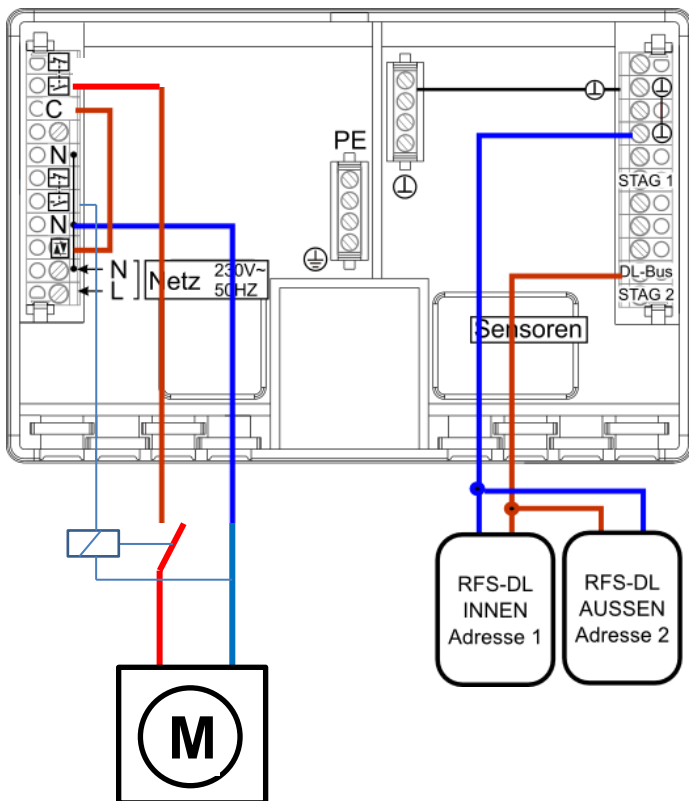 C
N
N
N
L
Netz
230V~
50HZ
PE
STAG 1
DL-Bus
STAG 2
Sensoren
RFS-DL
INNEN
Adresse 1
RFS-DL
AUSSEN
Adresse 2
M